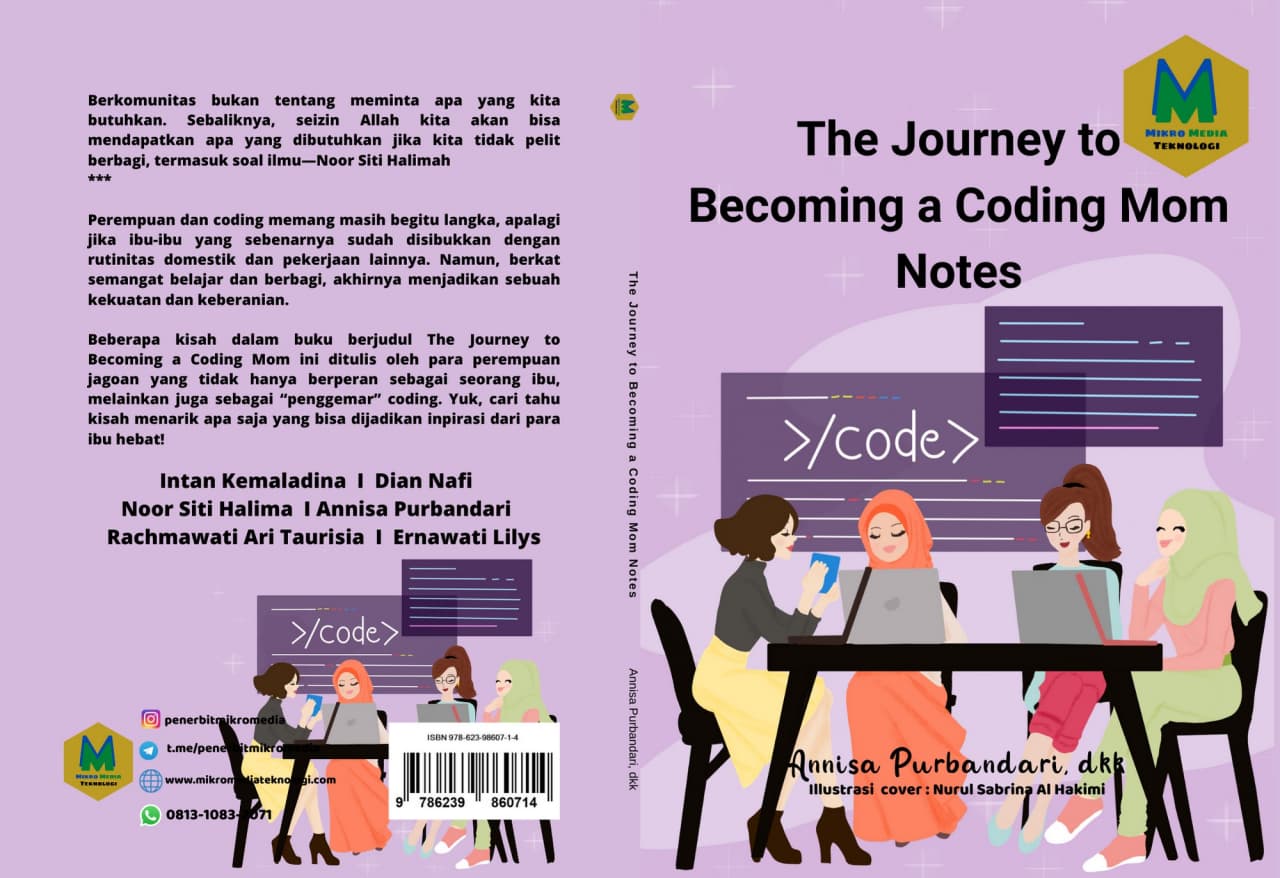 Berkomunitas bukan tentang meminta apa yang kita
butuhkan. Sebaliknya, seizin Allah kita akan bisa
mendapatkan apa yang dibutuhkan jika kita tidak pelit
berbagi, termasuk soal ilmu—Noor Siti Halimah
***
Perempuan dan coding memang masih begitu langka, apalagi
jika ibu-ibu yang sebenarnya sudah disibukkan dengan
rutinitas domestik dan pekerjaan lainnya. Namun, berkat
semangat belajar dan berbagi, akhirnya menjadikan sebuah
kekuatan dan keberanian.
Beberapa kisah dalam buku berjudul The Journey to
Becoming a Coding Mom ini ditulis oleh para perempuan
jagoan yang tidak hanya berperan sebagai seorang ibu,
melainkan juga sebagai “penggemar” coding. Yuk, cari tahu
kisah menarik apa saja yang bisa dijadikan inpirasi dari para
ibu hebat!
Intan Kemaladina I Dian Nafi
Noor Siti Halima I Annisa Purbandari
Rachmawati Ari Taurisia I Ernawati Lilys
>/code>
penerbitmikromedia
t.me/penerbitmikromedia
www.mikromediateknologi.com
0813-1083-
M
MIKRO MEDIA
TEKNOLOGI
ISBN 978-623-98607-1-4
9 786239 860714
The Journey to Becoming a Coding Mom Notes
Annisa Purbandari, dkk
M
MIKRO MEDIA
TEKNOLOGI
The Journey to
Becoming a Coding Mom
Notes
>/code>
Annisa Purbandari, dkk
Illustrasi cover : Nurul Sabrina Al Hakimi